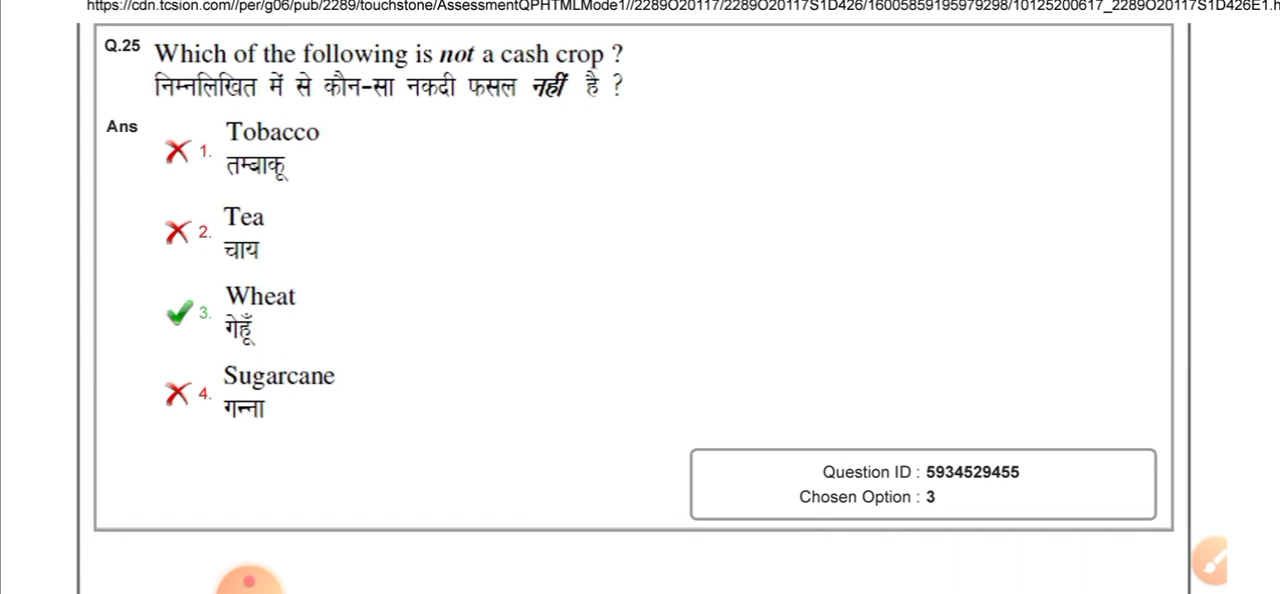 https://cdn.tcsion.com//per/g06/pub/2289/touchstone/AssessmentQPHTMLMode1//2289O20117/2289O20117S1D426/16005859195979298/10125200617_2289O20117S1D426E1.h
Q.25 Which of the following is not a cash crop ?
निम्नलिखित में से कौन-सा नकदी फसल नहीं है ?
Ans
1. Tobacco
तम्बाकू
2. Tea
चाय
3. Wheat
गेहूँ
4. Sugarcane
गन्ना
Question ID : 5934529455
Chosen Option : 3